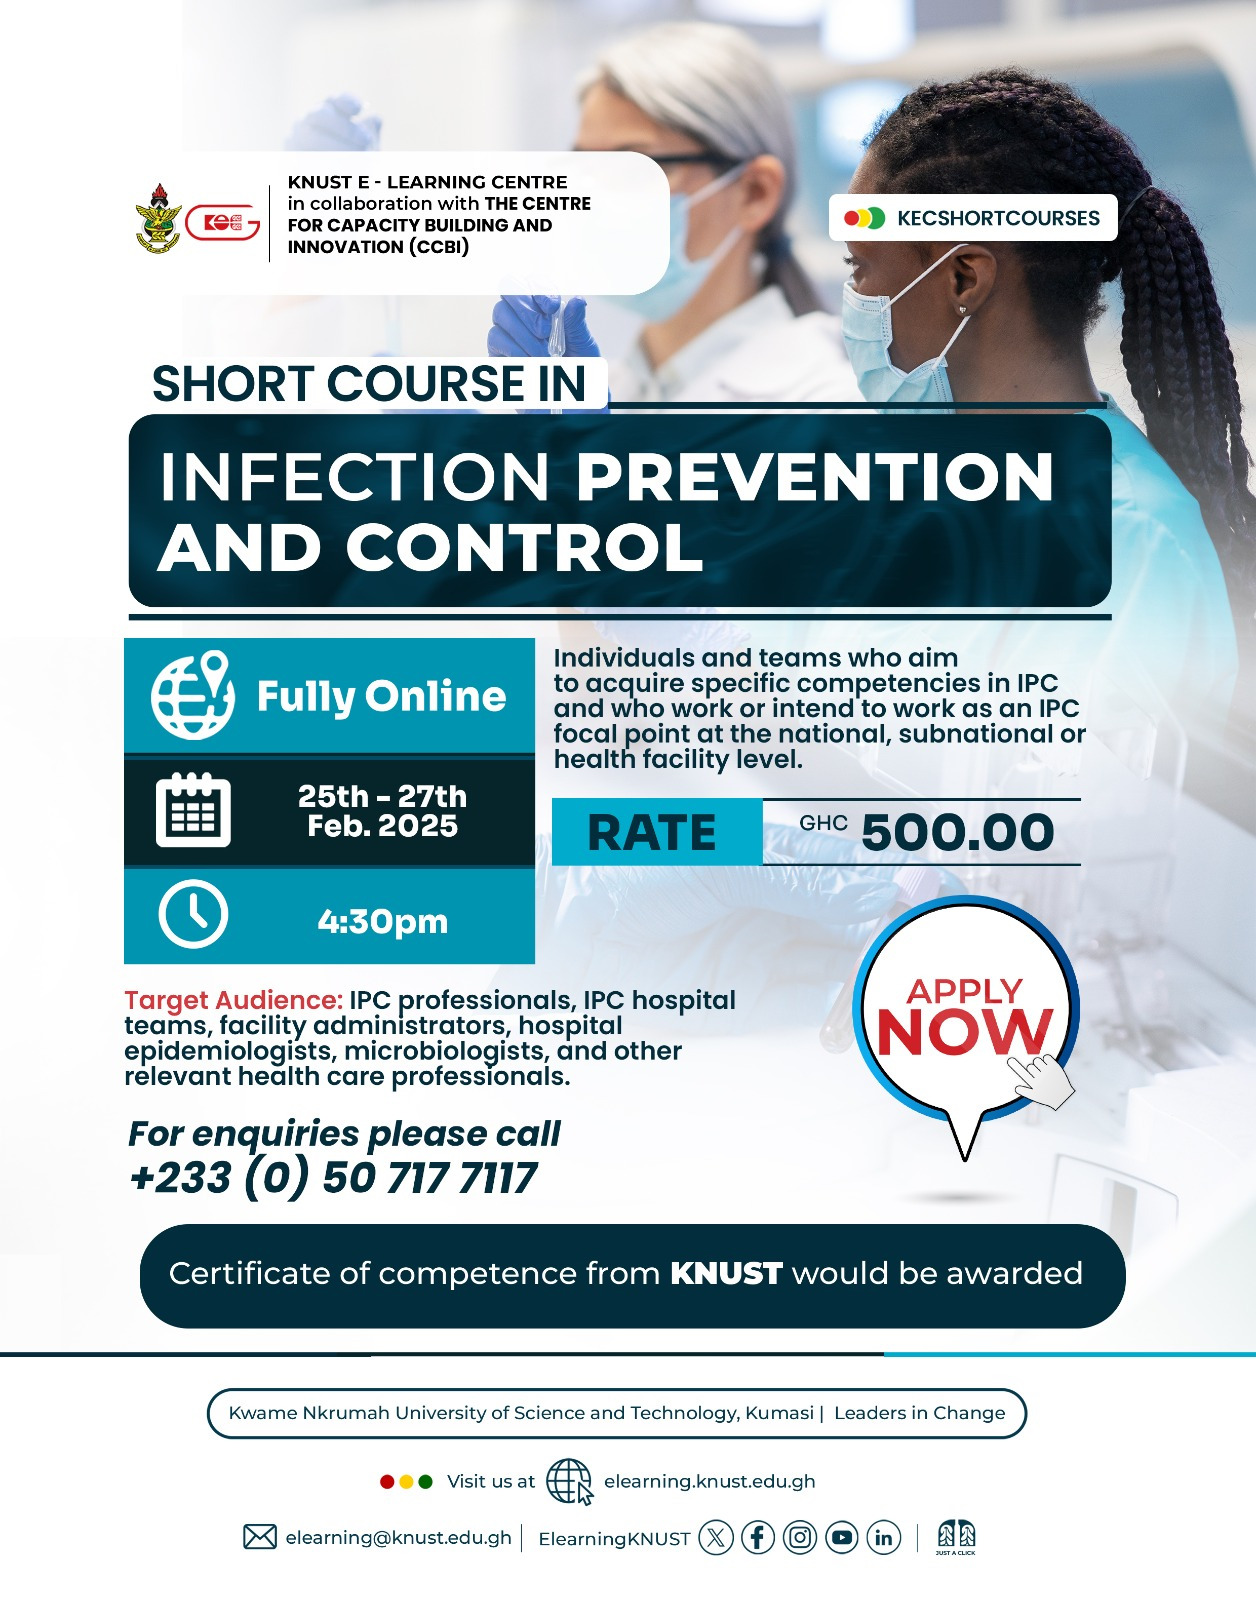 KNUST E - LEARNING CENTRE
in collaboration with THE CENTRE
FOR CAPACITY BUILDING AND
INNOVATION (CCBI)
KECSHORTCOURSES
SHORT COURSE IN
INFECTION PREVENTION
AND CONTROL
Fully Online
25th - 27th
Feb. 2025
4:30pm
Individuals and teams who aim
to acquire specific competencies in IPC
and who work or intend to work as an IPC
focal point at the national, subnational or
health facility level.
RATE
GHC 500.00
Target Audience: IPC professionals, IPC hospital
teams, facility administrators, hospital
epidemiologists, microbiologists, and other
relevant health care professionals.
APPLY
NOW
For enquiries please call
+233 (0) 50 717 7117
Certificate of competence from KNUST would be awarded
Kwame Nkrumah University of Science and Technology, Kumasi | Leaders in Change
Visit us at elearning.knust.edu.gh
elearning@knust.edu.gh | ElearningKNUST
JUST A CLICK